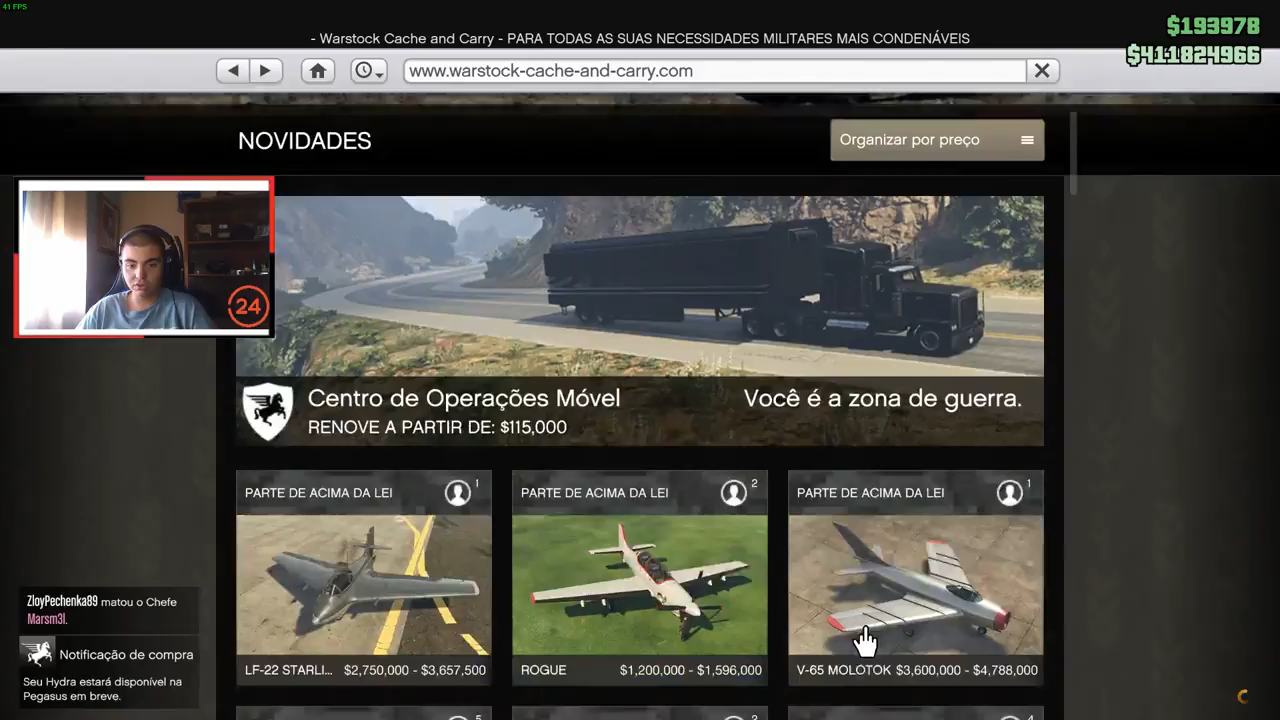 41 FPS
$193978
- Warstock Cache and Carry - PARA TODAS AS SUAS NECESSIDADES MILITARES MAIS CONDENÁVEIS
$411824966
www.warstock-cache-and-carry.com
NOVIDADES
Organizar por preço
24
Centro de Operações Móvel
Você é a zona de guerra.
RENOVE A PARTIR DE: $115,000
PARTE DE ACIMA DA LEI 1
PARTE DE ACIMA DA LEI 2
PARTE DE ACIMA DA LEI 1
LF-22 STARLI... $2,750,000 - $3,657,500
ROGUE $1,200,000 - $1,596,000
V-65 MOLOTOK $3,600,000 - $4,788,000
ZloyPechenka89 matou o Chefe
Marsm3l.
Notificação de compra
Seu Hydra estará disponível na
Pegasus em breve.